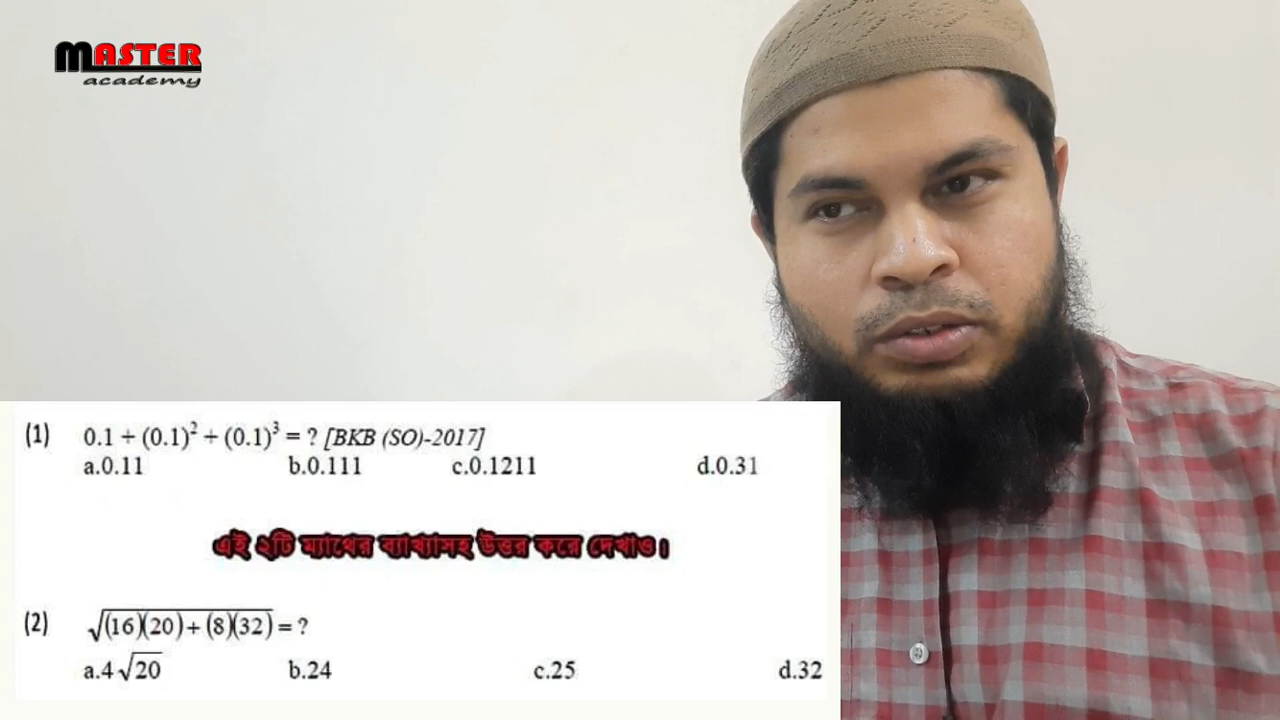 MASTER
academy
(1) 0.1 + (0.1)² + (0.1)³ = ? [BKB (SO)-2017]
a.0.11 b.0.111 c.0.1211 d.0.31
এই ২টি ম্যাথের ব্যাখ্যাসহ উত্তর করে দেখাও।
(2) √(16)(20) + (8)(32) = ?
a.4√20 b.24 c.25 d.32